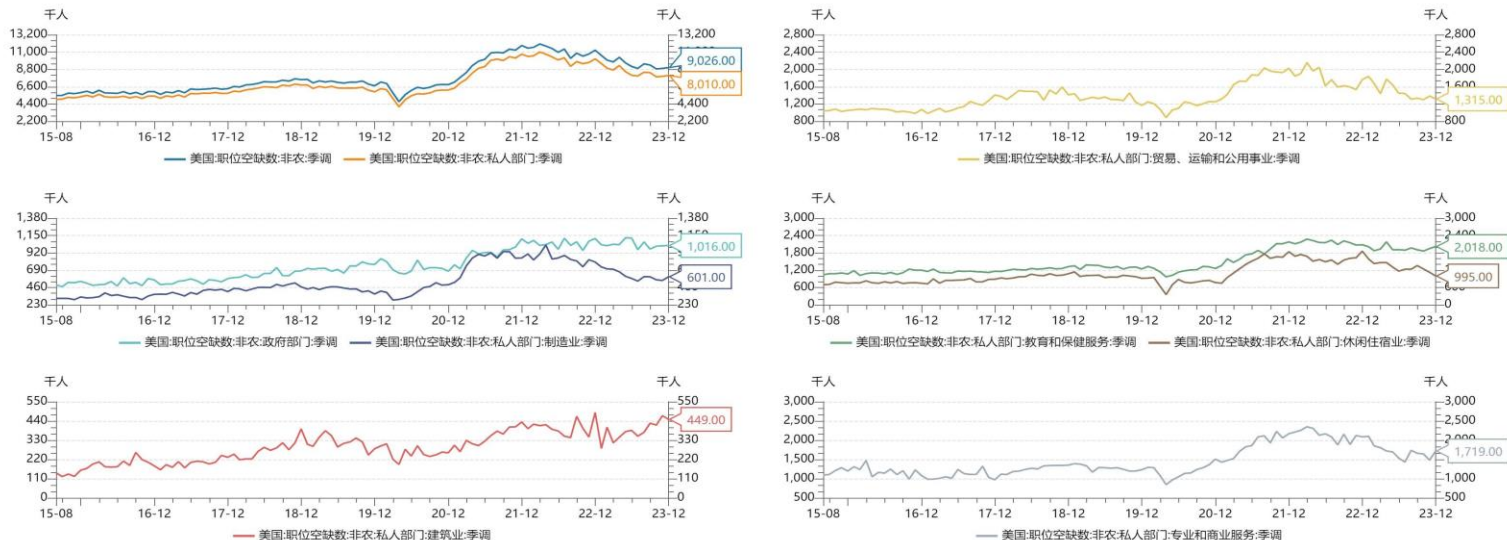 千人 千人
13,200 13,200
11,000
8,800 8,800
6,600 6,600
4,400 4,400
2,200 2,200
9,026.00
8,010.00
15-08 16-12 17-12 18-12 19-12 20-12 21-12 22-12 23-12
美国:职位空缺数:非农:季调 美国:职位空缺数:非农:私人部门:季调
千人 千人
2,800 2,800
2,400 2,400
2,000 2,000
1,600 1,600
1,200
800 800
1,315.00
15-08 16-12 17-12 18-12 19-12 20-12 21-12 22-12 23-12
美国:职位空缺数:非农:私人部门:贸易、运输和公用事业:季调
千人 千人
1,380 1,380
1,150 1,150
920 920
690
460
230 230
1,016.00
601.00
15-08 16-12 17-12 18-12 19-12 20-12 21-12 22-12 23-12
美国:职位空缺数:非农:政府部门:季调 美国:职位空缺数:非农:私人部门:制造业:季调
千人 千人
3,000 3,000
2,400 2,400
1,800
1,200 1,200
600
0 0
2,018.00
995.00
15-08 16-12 17-12 18-12 19-12 20-12 21-12 22-12 23-12
美国:职位空缺数:非农:私人部门:教育和保健服务:季调 美国:职位空缺数:非农:私人部门:休闲住宿业:季调
千人 千人
550 550
440
330 330
220 220
110 110
0 0
449.00
15-08 16-12 17-12 18-12 19-12 20-12 21-12 22-12 23-12
美国:职位空缺数:非农:私人部门:建筑业:季调
千人 千人
3,000 3,000
2,500 2,500
2,000 2,000
1,500 1,500
1,000 1,000
500 500
1,719.00
15-08 16-12 17-12 18-12 19-12 20-12 21-12 22-12 23-12
美国:职位空缺数:非农:私人部门:专业和商业服务:季调